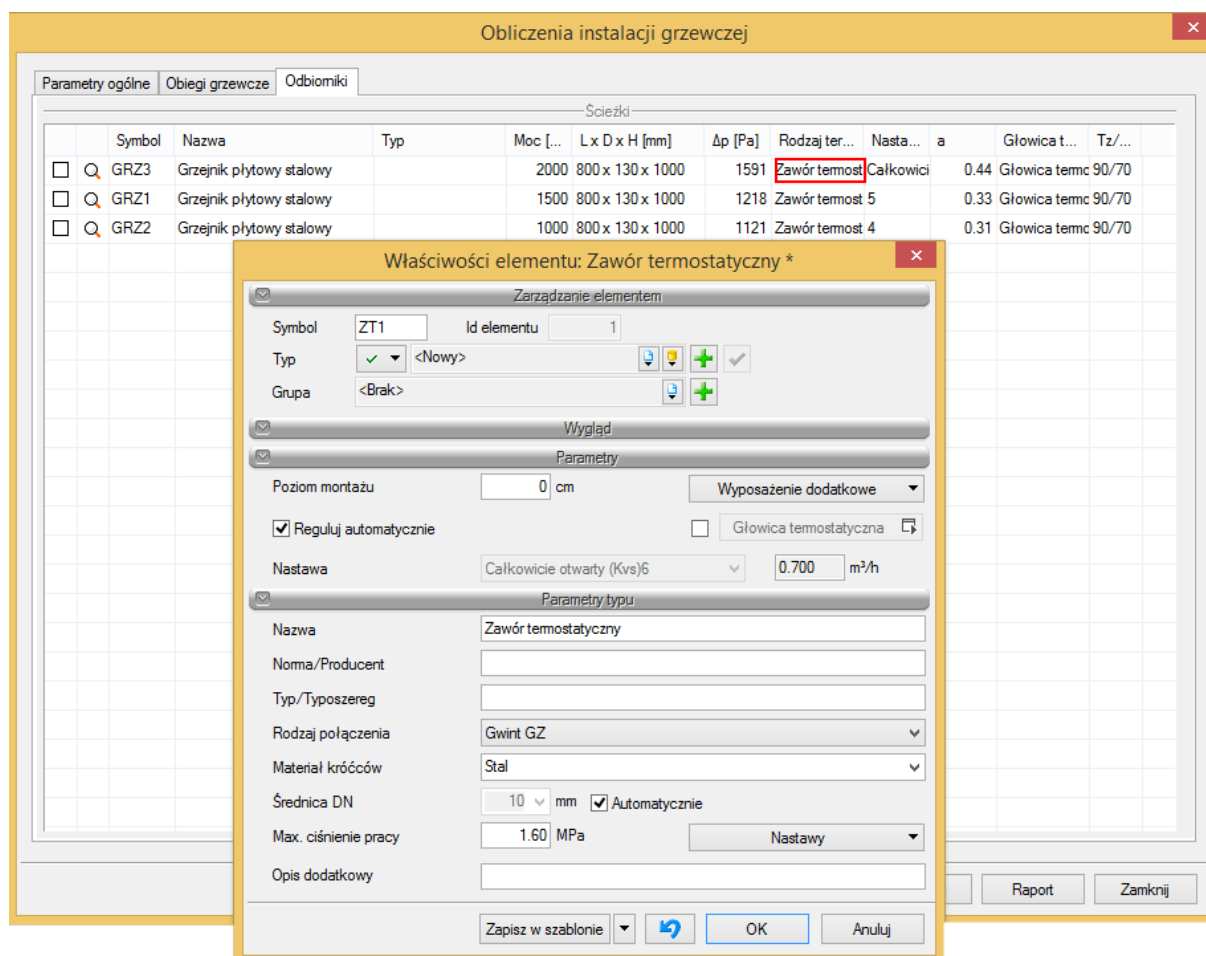 Obliczenia instalacji grzewczej
Parametry ogólne Obiegi grzewcze Odbiorniki
Ścieżki
Symbol Nazwa Typ Moc [... L x D x H [mm] Δp [Pa] Rodzaj ter... Nasta... a Głowica t... Tz/...
GRZ3 Grzejnik płytowy stalowy 2000 800 x 130 x 1000 1591 Zawór termost Całkowici 0.44 Głowica termo 90/70
GRZ1 Grzejnik płytowy stalowy 1500 800 x 130 x 1000 1218 Zawór termost 5 0.33 Głowica termo 90/70
GRZ2 Grzejnik płytowy stalowy 1000 800 x 130 x 1000 1121 Zawór termost 4 0.31 Głowica termo 90/70
Właściwości elementu: Zawór termostatyczny *
Zarządzanie elementem
Symbol ZT1 Id elementu 1
Typ <Nowy>
Grupa <Brak>
Wygląd
Parametry
Poziom montażu 0 cm Wyposażenie dodatkowe
Reguluj automatycznie Głowica termostatyczna
Nastawa Całkowicie otwarty (Kvs)6 0.700 m³/h
Parametry typu
Nazwa Zawór termostatyczny
Norma/Producent
Typ/Typoszereg
Rodzaj połączenia Gwint GZ
Materiał króćców Stal
Średnica DN 10 mm Automatycznie
Max. ciśnienie pracy 1.60 MPa Nastawy
Opis dodatkowy
Raport Zamknij
Zapisz w szablonie OK Anuluj